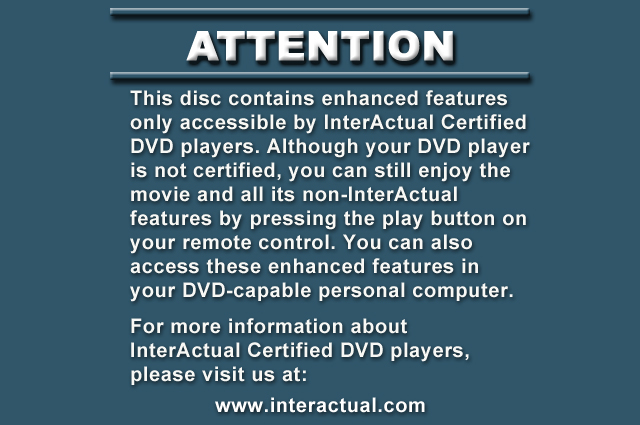 ATTENTION
This disc contains enhanced features
only accessible by InterActual Certified
DVD players. Although your DVD player
is not certified, you can still enjoy the
movie and all its non-InterActual
features by pressing the play button on
your remote control. You can also
access these enhanced features in
your DVD-capable personal computer.
For more information about
InterActual Certified DVD players,
please visit us at:
www.interactual.com